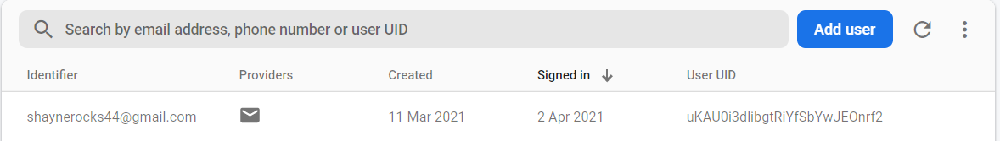 Search by email address, phone number or user UID Add user
Identifier Providers Created Signed in User UID
shaynerocks44@gmail.com 11 Mar 2021 2 Apr 2021 uKAU0i3dlibgtRiYfSbYwJEOnrf2